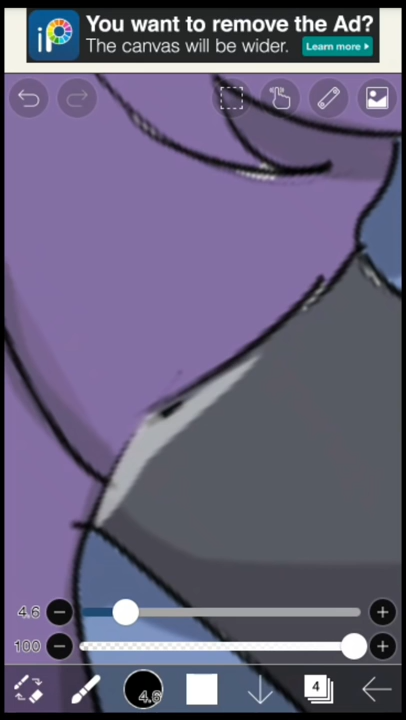 iP
You want to remove the Ad?
The canvas will be wider.
Learn more
4.6
100
4.6
4